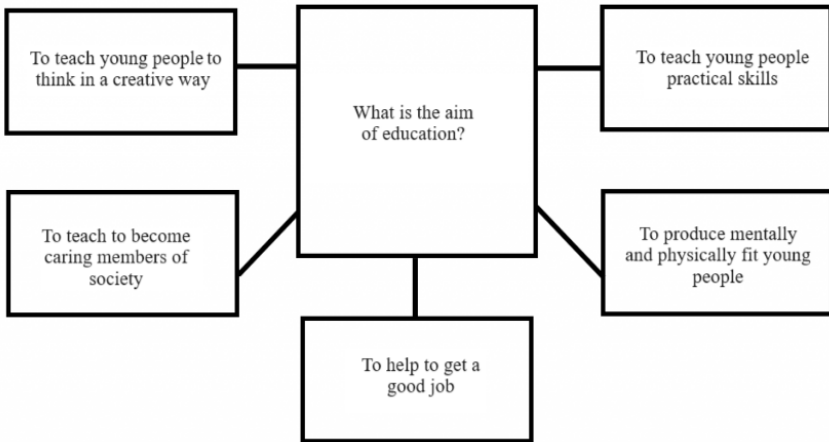 To teach young people to
think in a creative way
What is the aim
of education?
To teach young people
practical skills
To teach to become
caring members of
society
To produce mentally
and physically fit young
people
To help to get a
good job